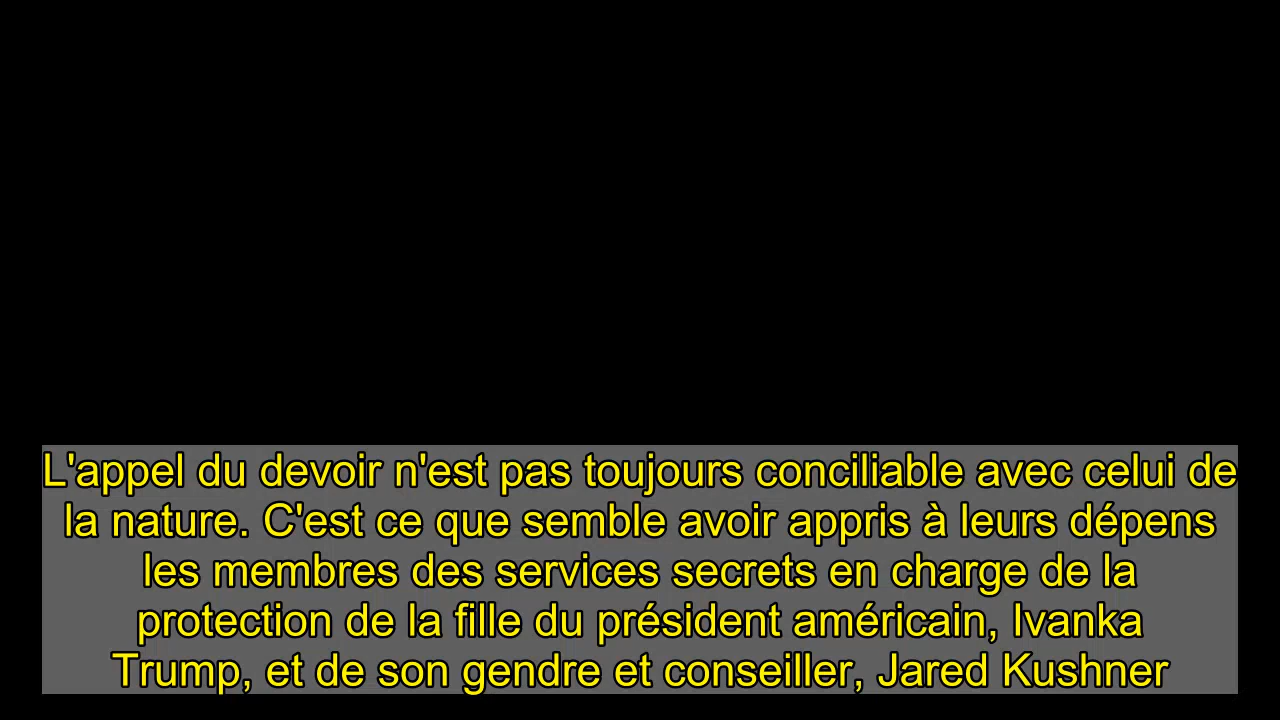 L'appel du devoir n'est pas toujours conciliable avec celui de
la nature. C'est ce que semble avoir appris à leurs dépens
les membres des services secrets en charge de la
protection de la fille du président américain, Ivanka
Trump, et de son gendre et conseiller, Jared Kushner